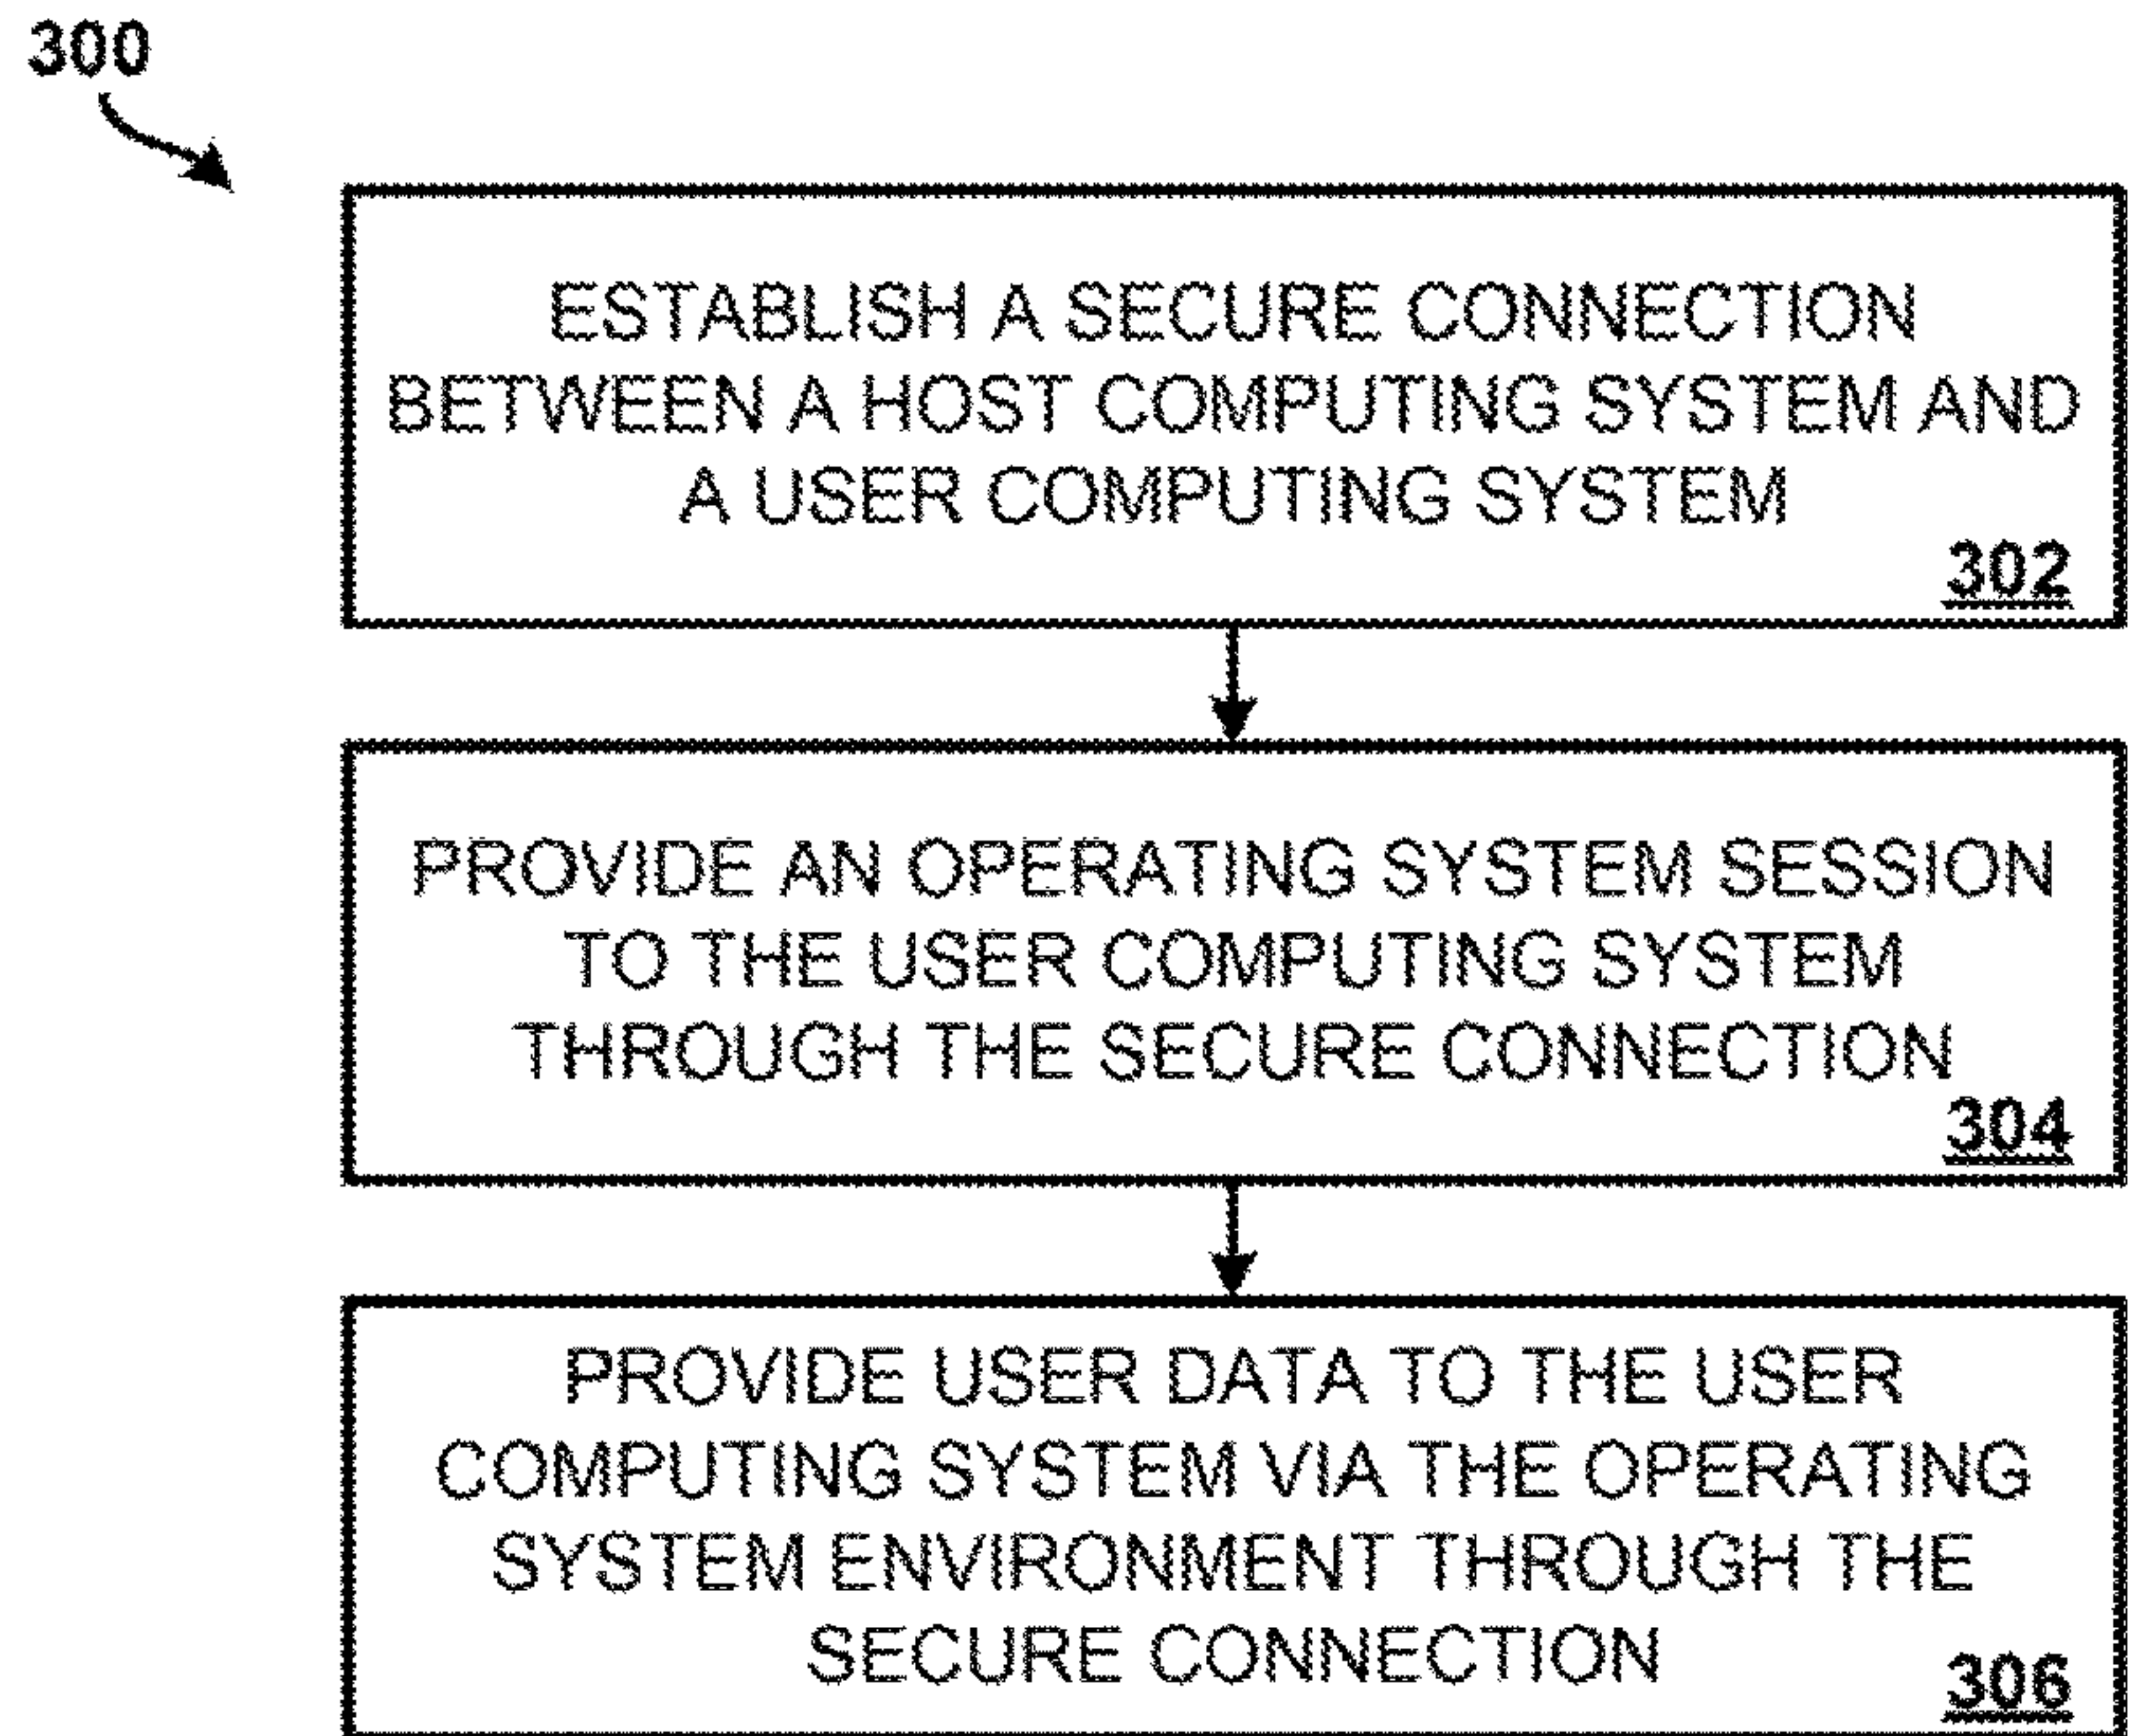 300
ESTABLISH A SECURE CONNECTION
BETWEEN A HOST COMPUTING SYSTEM AND
A USER COMPUTING SYSTEM
302
PROVIDE AN OPERATING SYSTEM SESSION
TO THE USER COMPUTING SYSTEM
THROUGH THE SECURE CONNECTION
304
PROVIDE USER DATA TO THE USER
COMPUTING SYSTEM VIA THE OPERATING
SYSTEM ENVIRONMENT THROUGH THE
SECURE CONNECTION
306